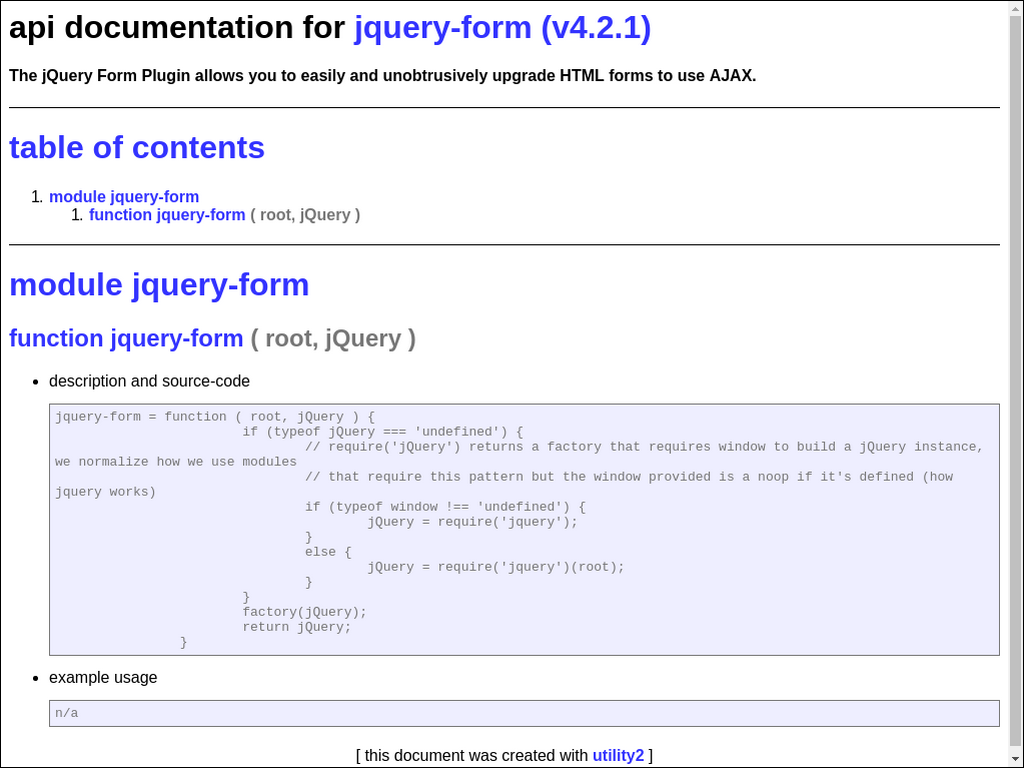 api documentation for jquery-form (v4.2.1)
The jQuery Form Plugin allows you to easily and unobtrusively upgrade HTML forms to use AJAX.
table of contents
1. module jquery-form
1. function jquery-form ( root, jQuery )
module jquery-form
function jquery-form ( root, jQuery )
• description and source-code
jquery-form = function ( root, jQuery ) {
if (typeof jQuery === 'undefined') {
// require('jQuery') returns a factory that requires window to build a jQuery instance,
we normalize how we use modules
// that require this pattern but the window provided is a noop if it's defined (how
jquery works)
if (typeof window !== 'undefined') {
jQuery = require('jquery');
}
else {
jQuery = require('jquery')(root);
}
}
factory(jQuery);
return jQuery;
}
• example usage
n/a
[ this document was created with utility2 ]